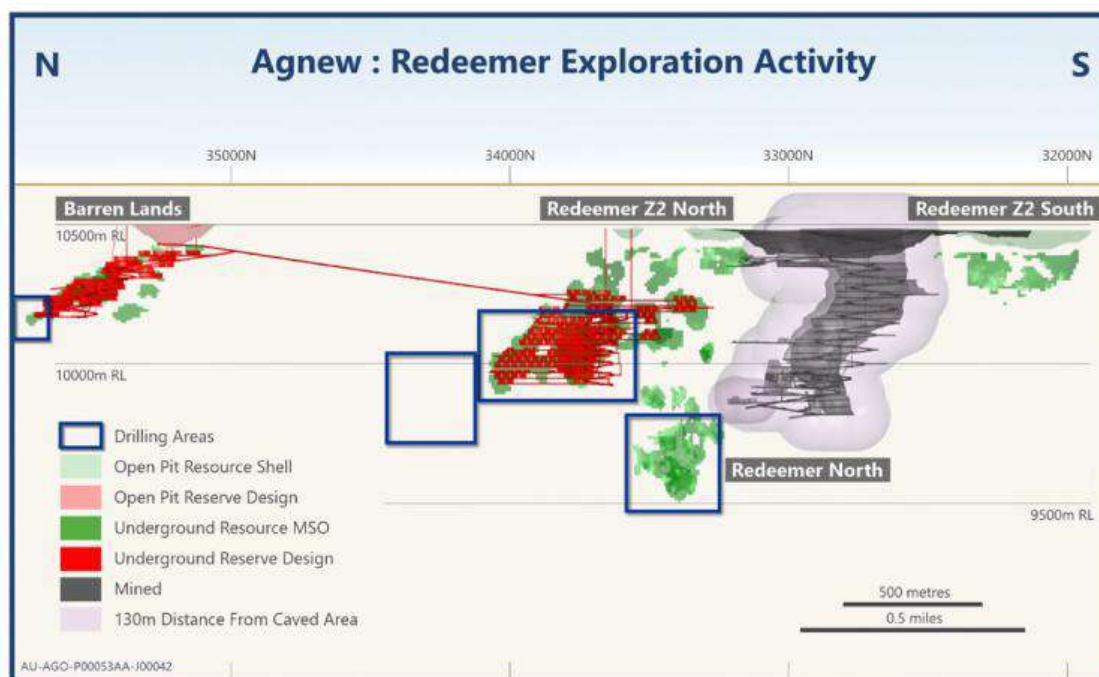 N
Agnew : Redeemer Exploration Activity
S
35000N
34000N
33000N
32000N
Barren Lands
Redeemer Z2 North
Redeemer Z2 South
10500m RL
10000m RL
Drilling Areas
Open Pit Resource Shell
Redeemer North
Open Pit Reserve Design
9500m RL
Underground Resource MSO
Underground Reserve Design
Mined
500 metres
130m Distance From Caved Area
0.5 miles
AU-AGO-P00053AA-J00042